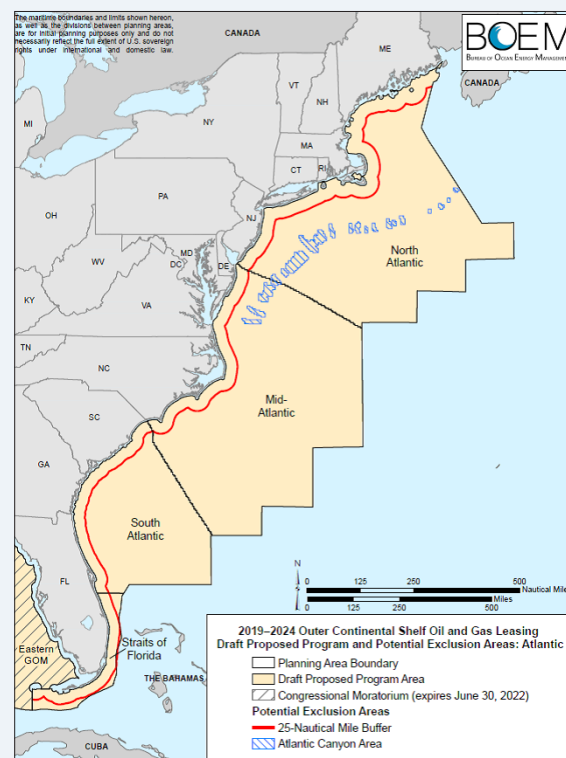 The maritime boundaries and limits shown hereon,
as well as the divisions between planning areas,
are for initial planning purposes only and do not
necessarily reflect the full extent of U.S. sovereign
rights under international and domestic law.
BOEM
BUREAU OF OCEAN ENERGY MANAGEMENT
CANADA
ME
CANADA
VT
NH
NY
MI
MA
CT
RI
PA
NJ
OH
MD
DE
DC
WV
VA
KY
TN
NC
SC
GA
FL
North
Atlantic
Mid-
Atlantic
South
Atlantic
Straits of
Florida
Eastern
GOM
THE BAHAMAS
CUBA
N
0 125 250 500
Nautical Mile
Miles
0 125 250 500
2019–2024 Outer Continental Shelf Oil and Gas Leasing
Draft Proposed Program and Potential Exclusion Areas: Atlantic
Planning Area Boundary
Draft Proposed Program Area
Congressional Moratorium (expires June 30, 2022)
Potential Exclusion Areas
25-Nautical Mile Buffer
Atlantic Canyon Area